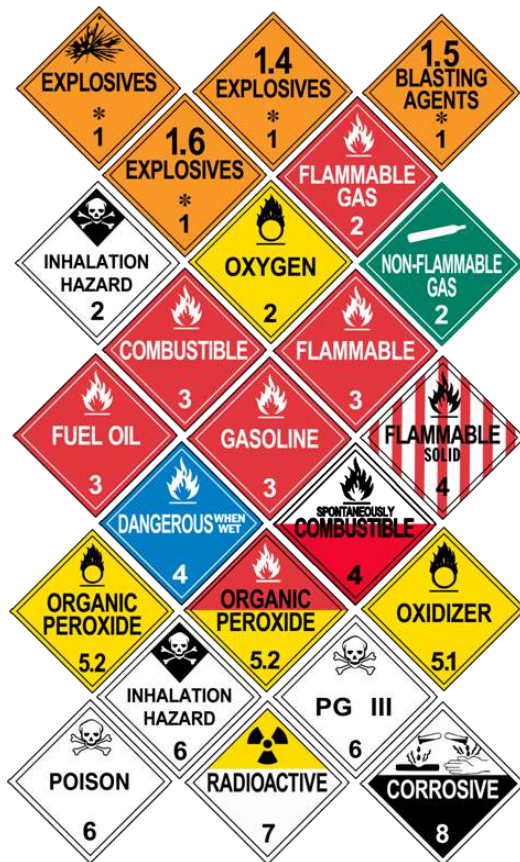 EXPLOSIVES
*
1
1.4
EXPLOSIVES
*
1
1.5
BLASTING
AGENTS
*
1
1.6
EXPLOSIVES
*
1
FLAMMABLE
GAS
2
INHALATION
HAZARD
2
OXYGEN
2
NON-FLAMMABLE
GAS
2
COMBUSTIBLE
3
FLAMMABLE
3
FUEL OIL
3
GASOLINE
3
FLAMMABLE
SOLID
4
DANGEROUS WHEN
WET
4
SPONTANEOUSLY
COMBUSTIBLE
4
ORGANIC
PEROXIDE
5.2
ORGANIC
PEROXIDE
5.2
OXIDIZER
5.1
INHALATION
HAZARD
6
PG III
6
POISON
6
RADIOACTIVE
7
CORROSIVE
8